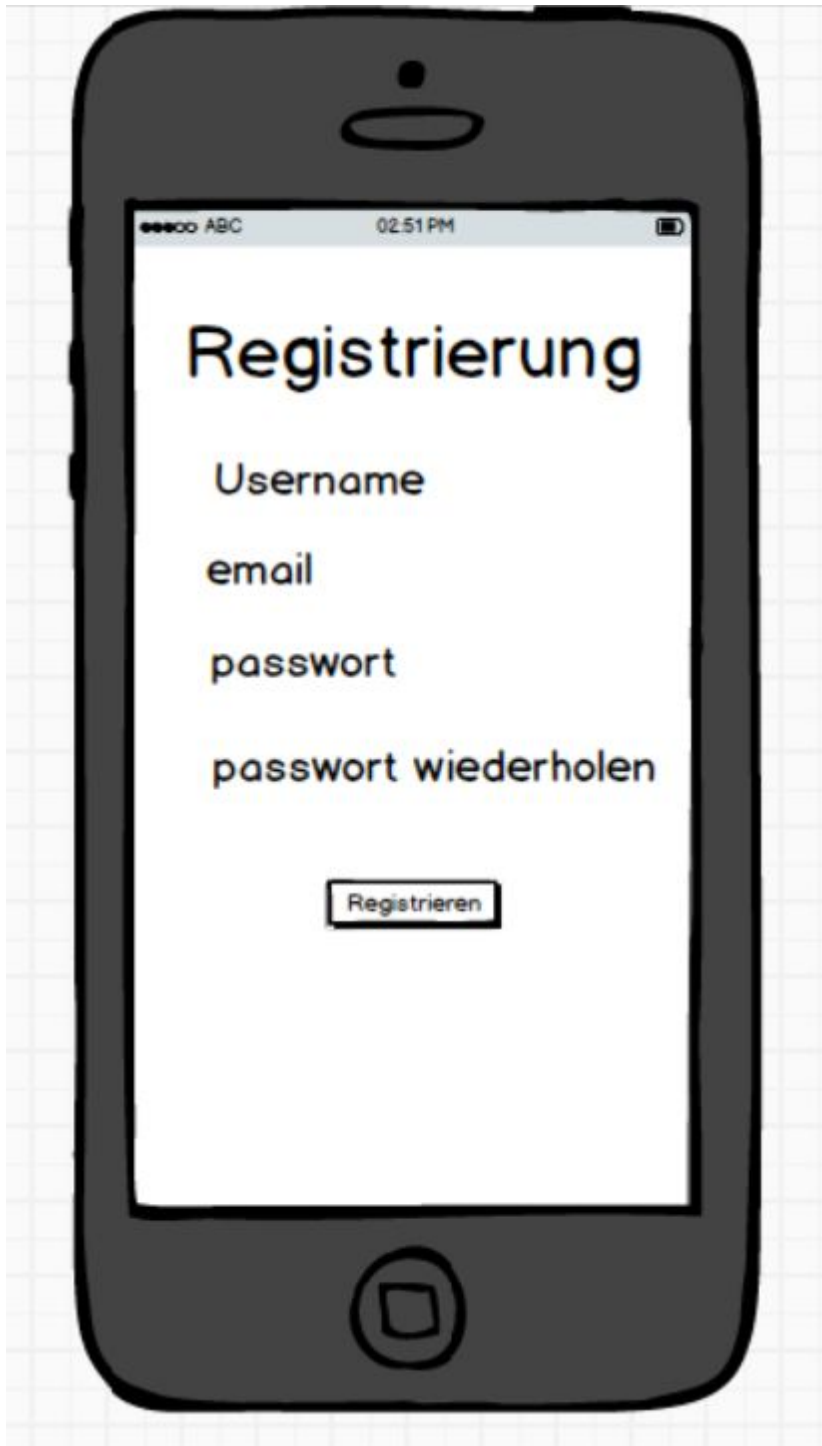 ABC 02:51 PM
Registrierung
Username
email
passwort
passwort wiederholen
Registrieren